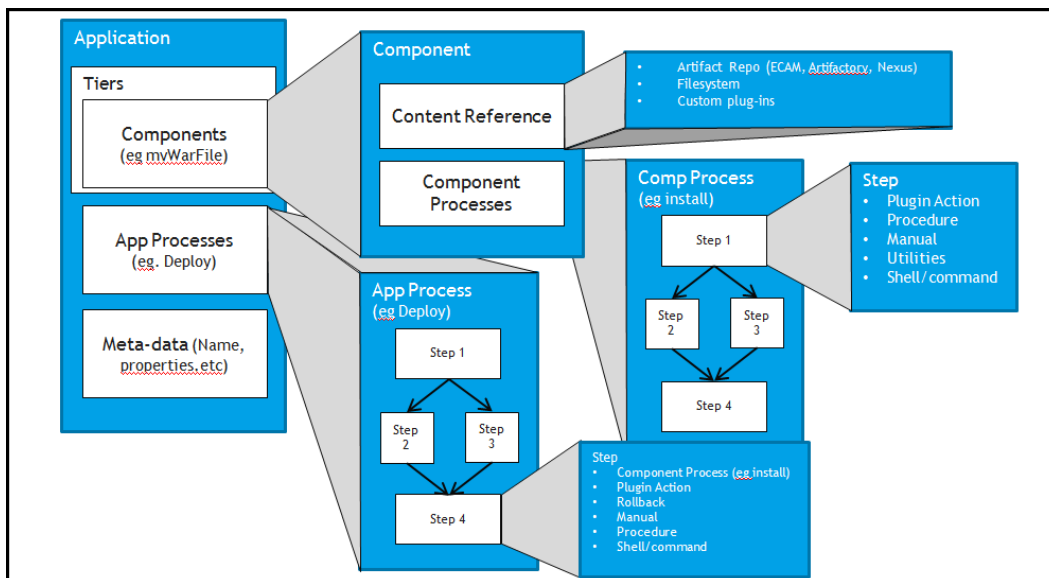 Application
Tiers
Components
(eg mvWarFile)
App Processes
(eg. Deploy)
Meta-data (Name,
properties,etc)
Component
Content Reference
Component
Processes
• Artifact Repo (ECAM, Artifactory, Nexus)
• Filesystem
• Custom plug-ins
Comp Process
(eg install)
Step 1
Step
2
Step
3
Step 4
Step
• Plugin Action
• Procedure
• Manual
• Utilities
• Shell/command
App Process
(eg Deploy)
Step 1
Step
2
Step
3
Step 4
Step
• Component Process (eg install)
• Plugin Action
• Rollback
• Manual
• Procedure
• Shell/command